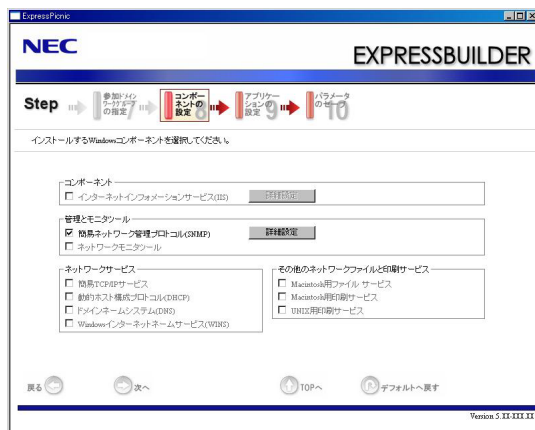 ExpressPicnic
NEC
EXPRESSBUILDER
Step
参加ドメイン
ワークグループ
の指定
7
コンポー
ネントの
設定
8
アプリケー
ションの
設定
9
パラメータ
のセーブ
10
インストールするWindowsコンポーネントを選択してください。
コンポーネント
インターネットインフォメーションサービス(IIS)
詳細設定
管理とモニタツール
簡易ネットワーク管理プロトコル(SNMP)
詳細設定
ネットワークモニタツール
ネットワークサービス
簡易TCP/IPサービス
動的ホスト構成プロトコル(DHCP)
ドメインネームシステム(DNS)
Windowsインターネットネームサービス(WINS)
その他のネットワークファイルと印刷サービス
Macintosh用ファイル サービス
Macintosh用印刷サービス
UNIX用印刷サービス
戻る
次へ
TOPへ
デフォルトへ戻す
Version 5.XX-XXX.XX